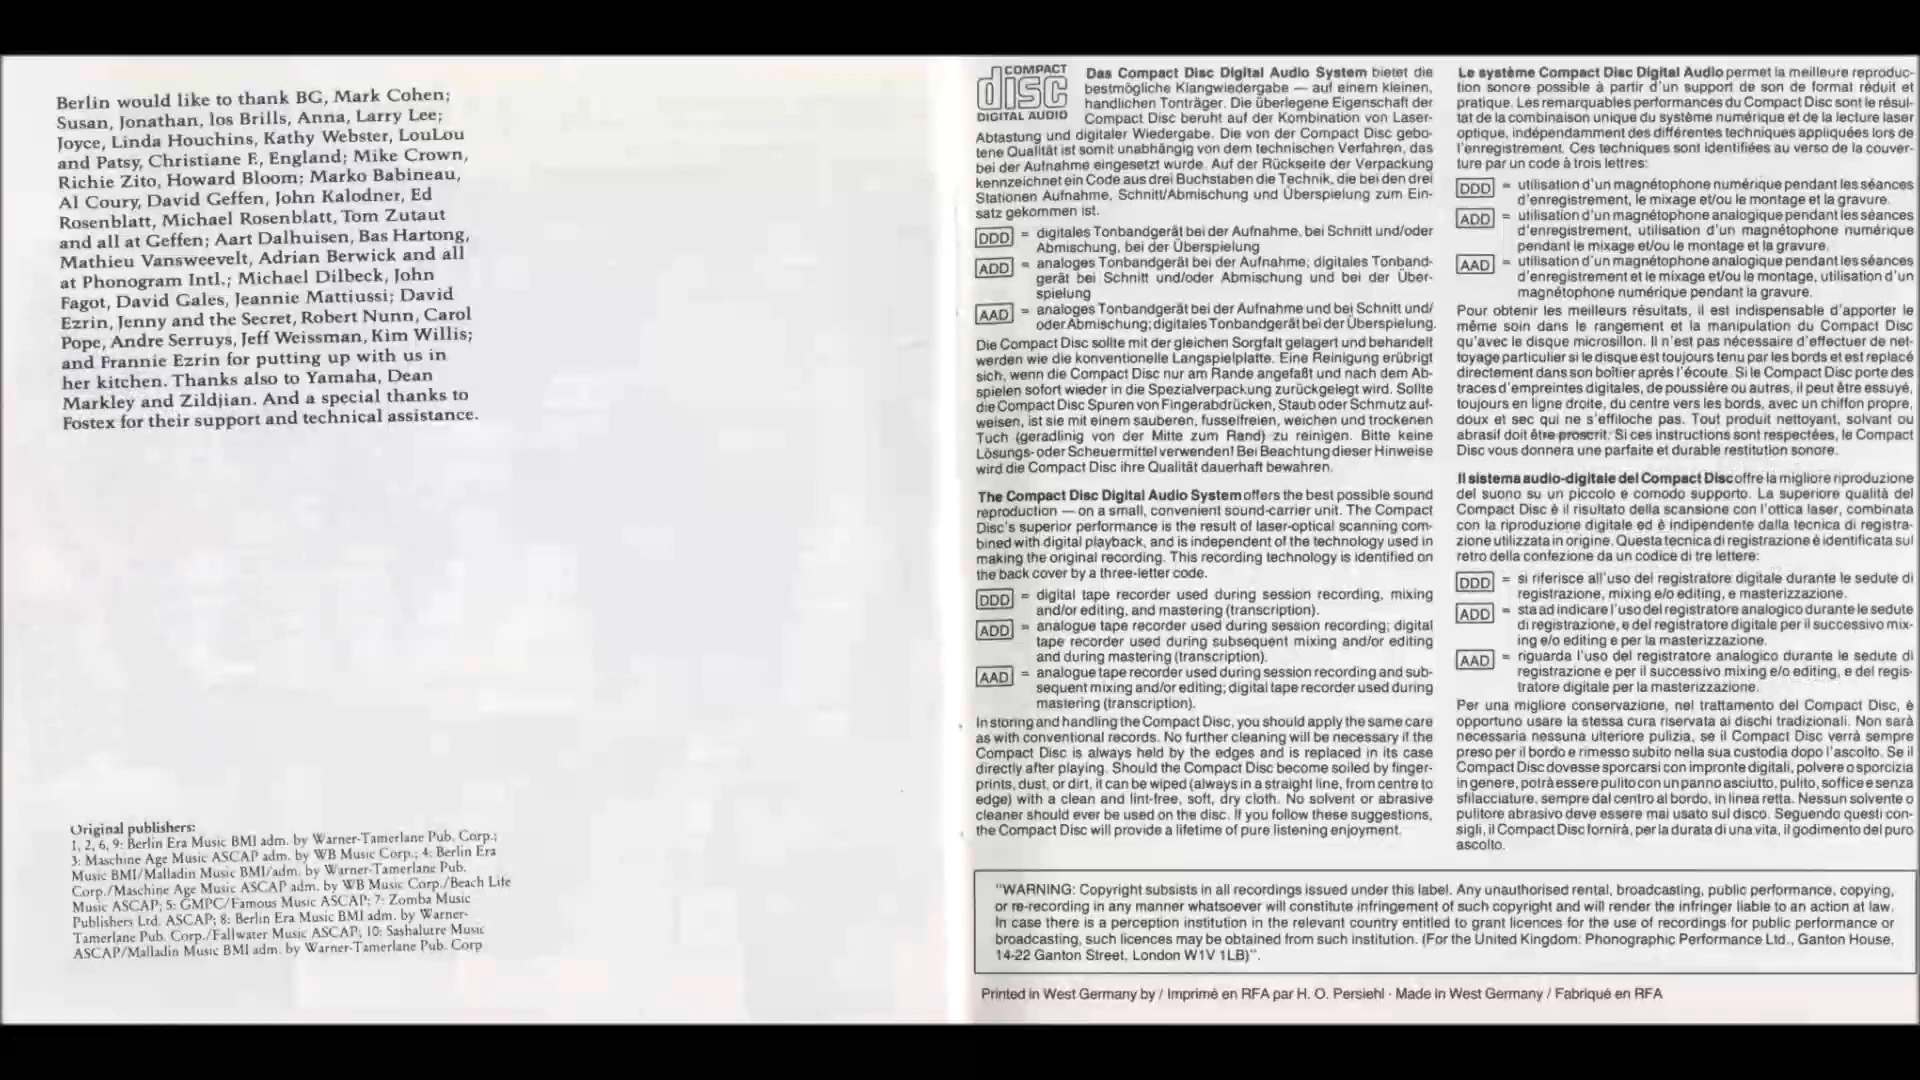 Berlin would like to thank BG, Mark Cohen;
Susan, Jonathan, los Brills, Anna, Larry Lee;
Joyce, Linda Houchins, Kathy Webster, LouLou
and Patsy, Christiane F., England; Mike Crown,
Richie Zito, Howard Bloom; Marko Babineau,
Al Coury, David Geffen, John Kalodner, Ed
Rosenblatt, Michael Rosenblatt, Tom Zutaut
and all at Geffen; Aart Dalhuisen, Bas Hartong,
Mathieu Vansweevelt, Adrian Berwick and all
at Phonogram Intl.; Michael Dilbeck, John
Fagot, David Gales, Jeannie Mattiussi; David
Ezrin, Jenny and the Secret, Robert Nunn, Carol
Pope, Andre Serruys, Jeff Weissman, Kim Willis;
and Frannie Ezrin for putting up with us in
her kitchen. Thanks also to Yamaha, Dean
Markley and Zildjian. And a special thanks to
Fostex for their support and technical assistance.
Original publishers:
1, 2, 6, 9: Berlin Era Music BMI adm. by Warner-Tamerlane Pub. Corp.;
3: Maschine Age Music ASCAP adm. by WB Music Corp.; 4: Berlin Era
Music BMI/Malladin Music BMI/adm. by Warner-Tamerlane Pub.
Corp./Maschine Age Music ASCAP adm. by WB Music Corp./Beach Life
Music ASCAP; 5: GMPC/Famous Music ASCAP; 7: Zomba Music
Publishers Ltd. ASCAP; 8: Berlin Era Music BMI adm. by Warner-
Tamerlane Pub. Corp./Fallwater Music ASCAP; 10: Sashalutre Music
ASCAP/Malladin Music BMI adm. by Warner-Tamerlane Pub. Corp
COMPACT
disc
DIGITAL AUDIO
Das Compact Disc Digital Audio System bietet die
bestmögliche Klangwiedergabe — auf einem kleinen,
handlichen Tonträger. Die überlegene Eigenschaft der
Compact Disc beruht auf der Kombination von Laser-
Abtastung und digitaler Wiedergabe. Die von der Compact Disc gebo-
tene Qualität ist somit unabhängig von dem technischen Verfahren, das
bei der Aufnahme eingesetzt wurde. Auf der Rückseite der Verpackung
kennzeichnet ein Code aus drei Buchstaben die Technik, die bei den drei
Stationen Aufnahme, Schnitt/Abmischung und Überspielung zum Ein-
satz gekommen ist.
DDD = digitales Tonbandgerät bei der Aufnahme, bei Schnitt und/oder
Abmischung, bei der Überspielung
ADD = analoges Tonbandgerät bei der Aufnahme; digitales Tonband-
gerät bei Schnitt und/oder Abmischung und bei der Über-
spielung
AAD = analoges Tonbandgerät bei der Aufnahme und bei Schnitt und/
oder Abmischung; digitales Tonbandgerät bei der Überspielung.
Die Compact Disc sollte mit der gleichen Sorgfalt gelagert und behandelt
werden wie die konventionelle Langspielplatte. Eine Reinigung erübrigt
sich, wenn die Compact Disc nur am Rande angefaßt und nach dem Ab-
spielen sofort wieder in die Spezialverpackung zurückgelegt wird. Sollte
die Compact Disc Spuren von Fingerabdrücken, Staub oder Schmutz auf-
weisen, ist sie mit einem sauberen, fusselfreien, weichen und trockenen
Tuch (geradlinig von der Mitte zum Rand) zu reinigen. Bitte keine
Lösungs- oder Scheuermittel verwenden! Bei Beachtung dieser Hinweise
wird die Compact Disc ihre Qualität dauerhaft bewahren.
The Compact Disc Digital Audio System offers the best possible sound
reproduction — on a small, convenient sound-carrier unit. The Compact
Disc's superior performance is the result of laser-optical scanning com-
bined with digital playback, and is independent of the technology used in
making the original recording. This recording technology is identified on
the back cover by a three-letter code.
DDD = digital tape recorder used during session recording, mixing
and/or editing, and mastering (transcription).
ADD = analogue tape recorder used during session recording; digital
tape recorder used during subsequent mixing and/or editing
and during mastering (transcription).
AAD = analogue tape recorder used during session recording and sub-
sequent mixing and/or editing; digital tape recorder used during
mastering (transcription).
In storing and handling the Compact Disc, you should apply the same care
as with conventional records. No further cleaning will be necessary if the
Compact Disc is always held by the edges and is replaced in its case
directly after playing. Should the Compact Disc become soiled by finger-
prints, dust, or dirt, it can be wiped (always in a straight line, from centre to
edge) with a clean and lint-free, soft, dry cloth. No solvent or abrasive
cleaner should ever be used on the disc. If you follow these suggestions,
the Compact Disc will provide a lifetime of pure listening enjoyment.
Le système Compact Disc Digital Audio permet la meilleure reproduc-
tion sonore possible à partir d'un support de son de format réduit et
pratique. Les remarquables performances du Compact Disc sont le résul-
tat de la combinaison unique du système numérique et de la lecture laser
optique, indépendamment des différentes techniques appliquées lors de
l'enregistrement. Ces techniques sont identifiées au verso de la couver-
ture par un code à trois lettres:
DDD = utilisation d'un magnétophone numérique pendant les séances
d'enregistrement, le mixage et/ou le montage et la gravure.
ADD = utilisation d'un magnétophone analogique pendant les séances
d'enregistrement, utilisation d'un magnétophone numérique
pendant le mixage et/ou le montage et la gravure.
AAD = utilisation d'un magnétophone analogique pendant les séances
d'enregistrement et le mixage et/ou le montage, utilisation d'un
magnétophone numérique pendant la gravure.
Pour obtenir les meilleurs résultats, il est indispensable d'apporter le
même soin dans le rangement et la manipulation du Compact Disc
qu'avec le disque microsillon. Il n'est pas nécessaire d'effectuer de net-
toyage particulier si le disque est toujours tenu par les bords et est replacé
directement dans son boîtier après l'écoute. Si le Compact Disc porte des
traces d'empreintes digitales, de poussière ou autres, il peut être essuyé,
toujours en ligne droite, du centre vers les bords, avec un chiffon propre,
doux et sec qui ne s'effiloche pas. Tout produit nettoyant, solvant ou
abrasif doit être proscrit. Si ces instructions sont respectées, le Compact
Disc vous donnera une parfaite et durable restitution sonore.
Il sistema audio-digitale del Compact Disc offre la migliore riproduzione
del suono su un piccolo e comodo supporto. La superiore qualità del
Compact Disc è il risultato della scansione con l'ottica laser, combinata
con la riproduzione digitale ed è indipendente dalla tecnica di registra-
zione utilizzata in origine. Questa tecnica di registrazione è identificata sul
retro della confezione da un codice di tre lettere:
DDD = si riferisce all'uso del registratore digitale durante le sedute di
registrazione, mixing e/o editing, e masterizzazione.
ADD = sta ad indicare l'uso del registratore analogico durante le sedute
di registrazione, e del registratore digitale per il successivo mix-
ing e/o editing e per la masterizzazione.
AAD = riguarda l'uso del registratore analogico durante le sedute di
registrazione e per il successivo mixing e/o editing, e del regis-
tratore digitale per la masterizzazione.
Per una migliore conservazione, nel trattamento del Compact Disc, è
opportuno usare la stessa cura riservata ai dischi tradizionali. Non sarà
necessaria nessuna ulteriore pulizia, se il Compact Disc verrà sempre
preso per il bordo e rimesso subito nella sua custodia dopo l'ascolto. Se il
Compact Disc dovesse sporcarsi con impronte digitali, polvere o sporcizia
in genere, potrà essere pulito con un panno asciutto, pulito, soffice e senza
sfilacciature, sempre dal centro al bordo, in linea retta. Nessun solvente o
pulitore abrasivo deve essere mai usato sul disco. Seguendo questi con-
sigli, il Compact Disc fornirà, per la durata di una vita, il godimento del puro
ascolto.
"WARNING: Copyright subsists in all recordings issued under this label. Any unauthorised rental, broadcasting, public performance, copying,
or re-recording in any manner whatsoever will constitute infringement of such copyright and will render the infringer liable to an action at law.
In case there is a perception institution in the relevant country entitled to grant licences for the use of recordings for public performance or
broadcasting, such licences may be obtained from such institution. (For the United Kingdom: Phonographic Performance Ltd., Ganton House,
14-22 Ganton Street, London W1V 1LB)".
Printed in West Germany by / Imprimé en RFA par H. O. Persiehl · Made in West Germany / Fabriqué en RFA